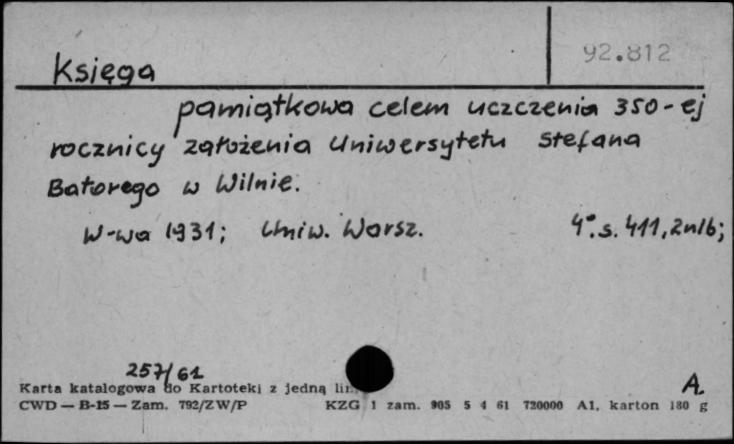 92.812
Księga
pamiątkowa celem uczczenia 350-ej
rocznicy założenia Uniwersytetu Stefana
Batorego w Wilnie.
W-wa 1931; Uniw. Warsz. 4°.s. 411, 2nlb;
257/61
Karta katalogowa do Kartoteki z jedną A.
CWD — B-15 — Zam. 792/ZW/P KZG 1 zam. 905 5 4 61 720000 A1, karton 180 g